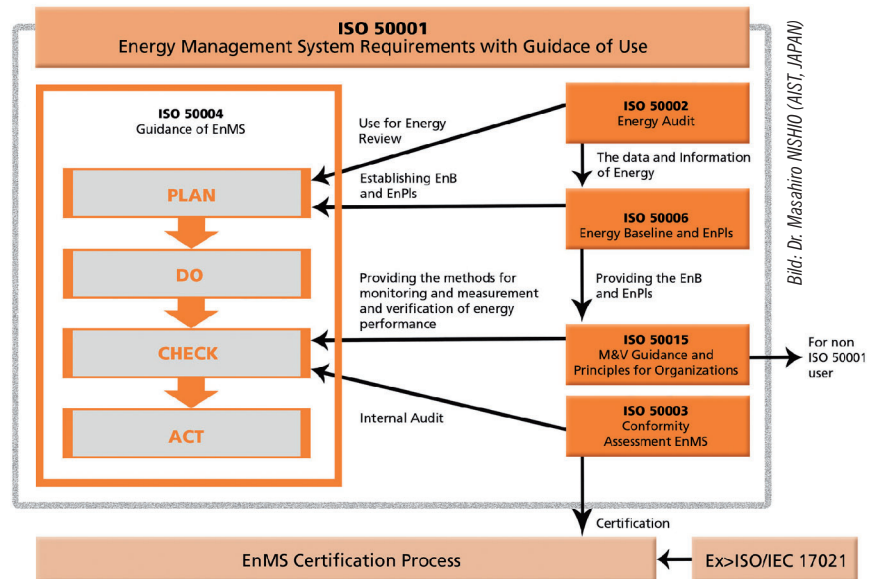 ISO 50001
Energy Management System Requirements with Guidace of Use
ISO 50004
Guidance of EnMS
PLAN
DO
CHECK
ACT
Use for Energy
Review
Establishing EnB
and EnPIs
Providing the methods for
monitoring and measurement
and verification of energy
performance
Internal Audit
ISO 50002
Energy Audit
The data and Information
of Energy
ISO 50006
Energy Baseline and EnPIs
Providing the EnB
and EnPIs
ISO 50015
M&V Guidance and
Principles for Organizations
ISO 50003
Conformity
Assessment EnMS
For non
ISO 50001
user
Certification
EnMS Certification Process
Ex>ISO/IEC 17021
Bild: Dr. Masahiro NISHIO (AIST, JAPAN)